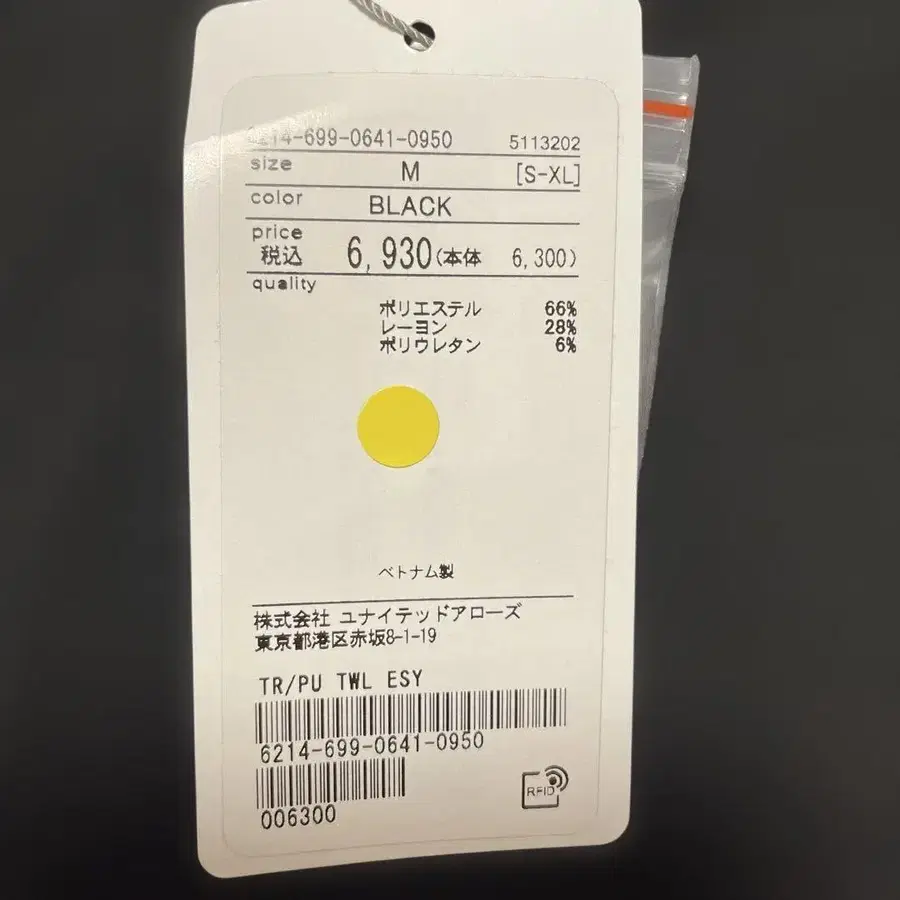 6214-699-0641-0950 5113202
size M [S-XL]
color BLACK
price
税込 6,930(本体 6,300)
quality
ポリエステル 66%
レーヨン 28%
ポリウレタン 6%
ベトナム製
株式会社 ユナイテッドアローズ
東京都港区赤坂8-1-19
TR/PU TWL ESY
6214-699-0641-0950
006300
RFID